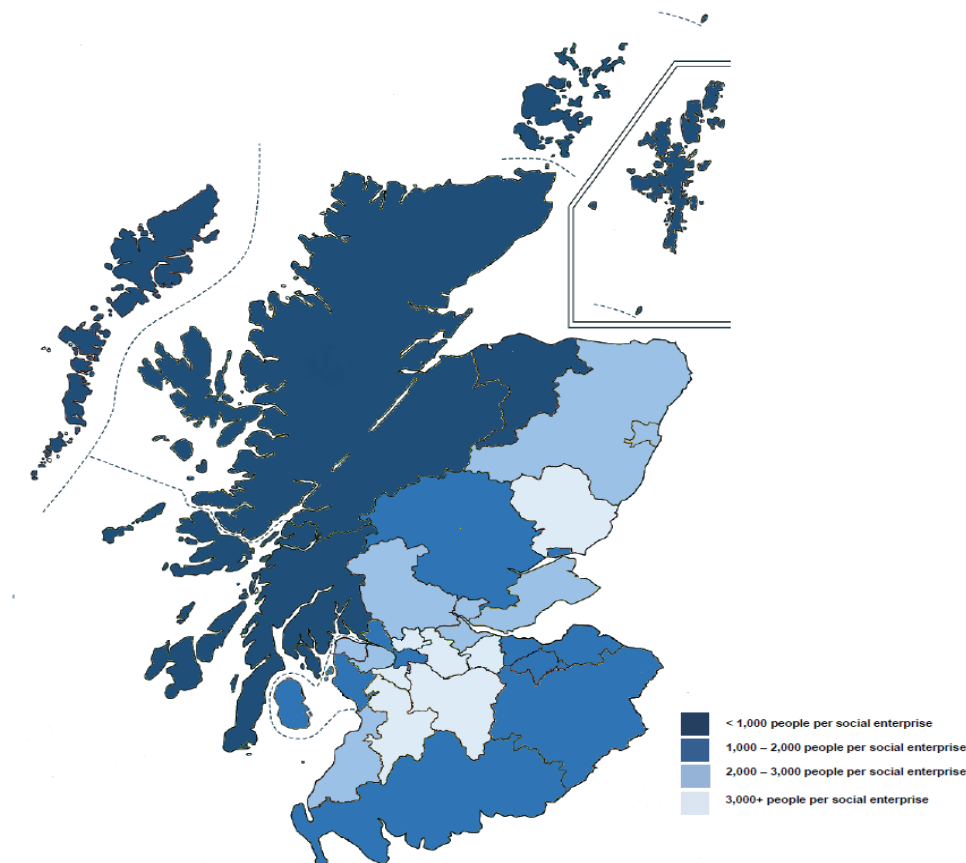 < 1,000 people per social enterprise
1,000 – 2,000 people per social enterprise
2,000 – 3,000 people per social enterprise
3,000+ people per social enterprise